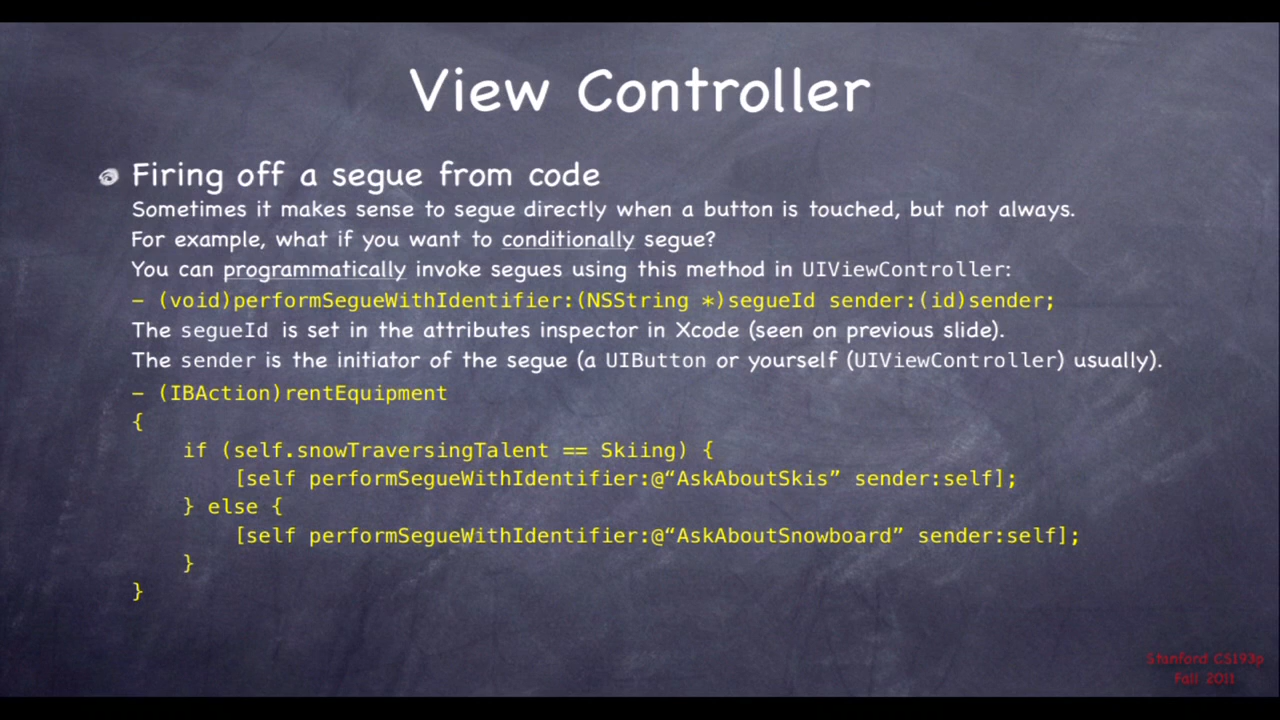 View Controller
Firing off a segue from code
Sometimes it makes sense to segue directly when a button is touched, but not always.
For example, what if you want to conditionally segue?
You can programmatically invoke segues using this method in UIViewController:
- (void)performSegueWithIdentifier:(NSString *)segueId sender:(id)sender;
The segueId is set in the attributes inspector in Xcode (seen on previous slide).
The sender is the initiator of the segue (a UIButton or yourself (UIViewController) usually).
- (IBAction)rentEquipment
{
    if (self.snowTraversingTalent == Skiing) {
        [self performSegueWithIdentifier:@“AskAboutSkis” sender:self];
    } else {
        [self performSegueWithIdentifier:@“AskAboutSnowboard” sender:self];
    }
}
Stanford CS193p
Fall 2011